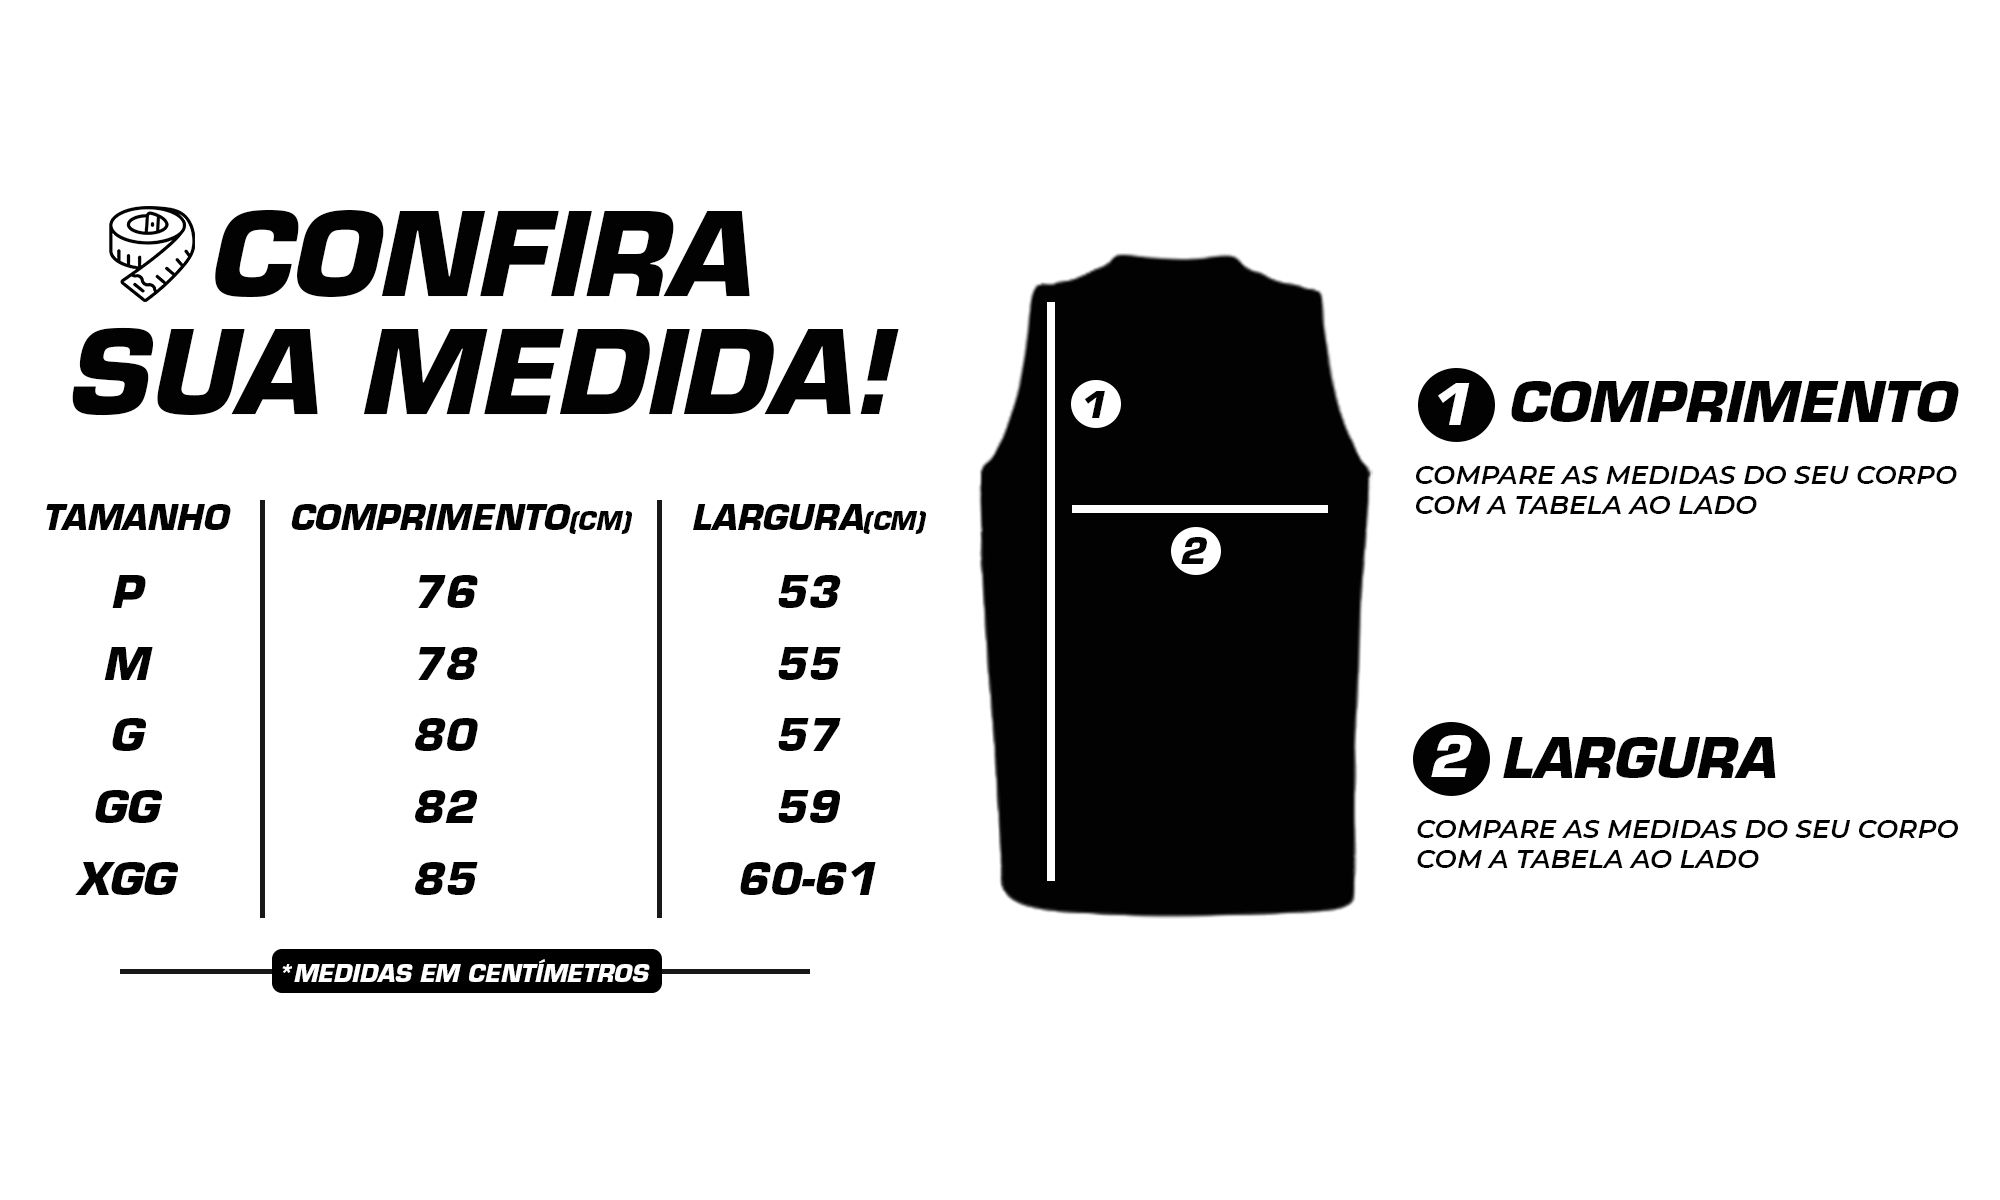 CONFIRA
SUA MEDIDA!
TAMANHO COMPRIMENTO(CM) LARGURA(CM)
P 76 53
M 78 55
G 80 57
GG 82 59
XGG 85 60-61
*MEDIDAS EM CENTÍMETROS
1
2
1 COMPRIMENTO
COMPARE AS MEDIDAS DO SEU CORPO
COM A TABELA AO LADO
2 LARGURA
COMPARE AS MEDIDAS DO SEU CORPO
COM A TABELA AO LADO